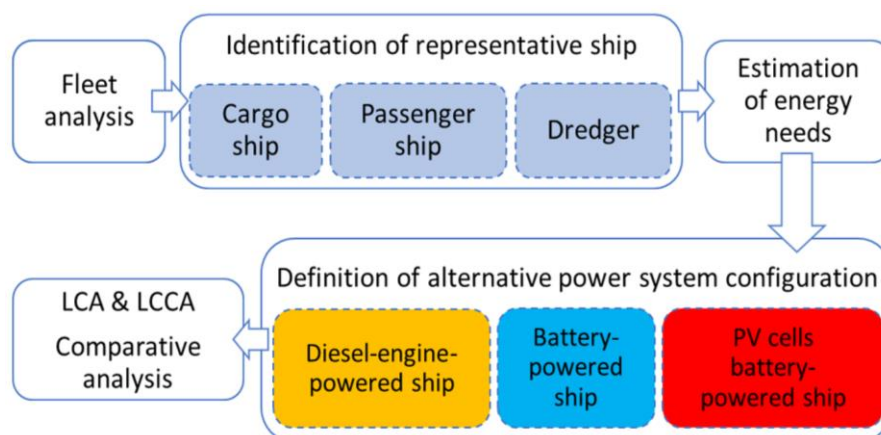 Fleet
analysis
Identification of representative ship
Cargo
ship
Passenger
ship
Dredger
Estimation
of energy
needs
Definition of alternative power system configuration
Diesel-engine-
powered ship
Battery-
powered
ship
PV cells
battery-
powered ship
LCA & LCCA
Comparative
analysis